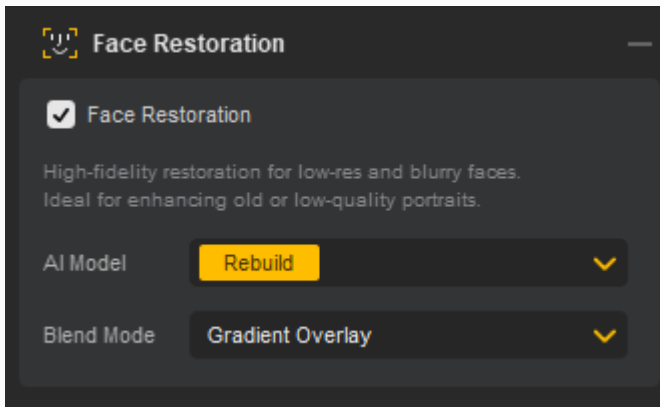 Face Restoration
Face Restoration
High-fidelity restoration for low-res and blurry faces.
Ideal for enhancing old or low-quality portraits.
AI Model Rebuild
Blend Mode Gradient Overlay